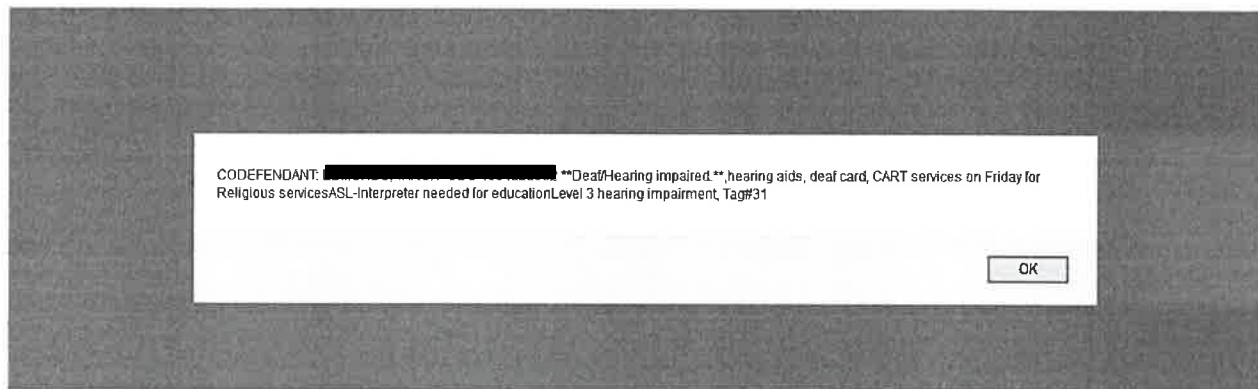 CODEFENDANT: **Deaf/Hearing impaired.**,hearing aids, deaf card, CART services on Friday for
Religious servicesASL-Interpreter needed for educationLevel 3 hearing impairment, Tag#31
OK